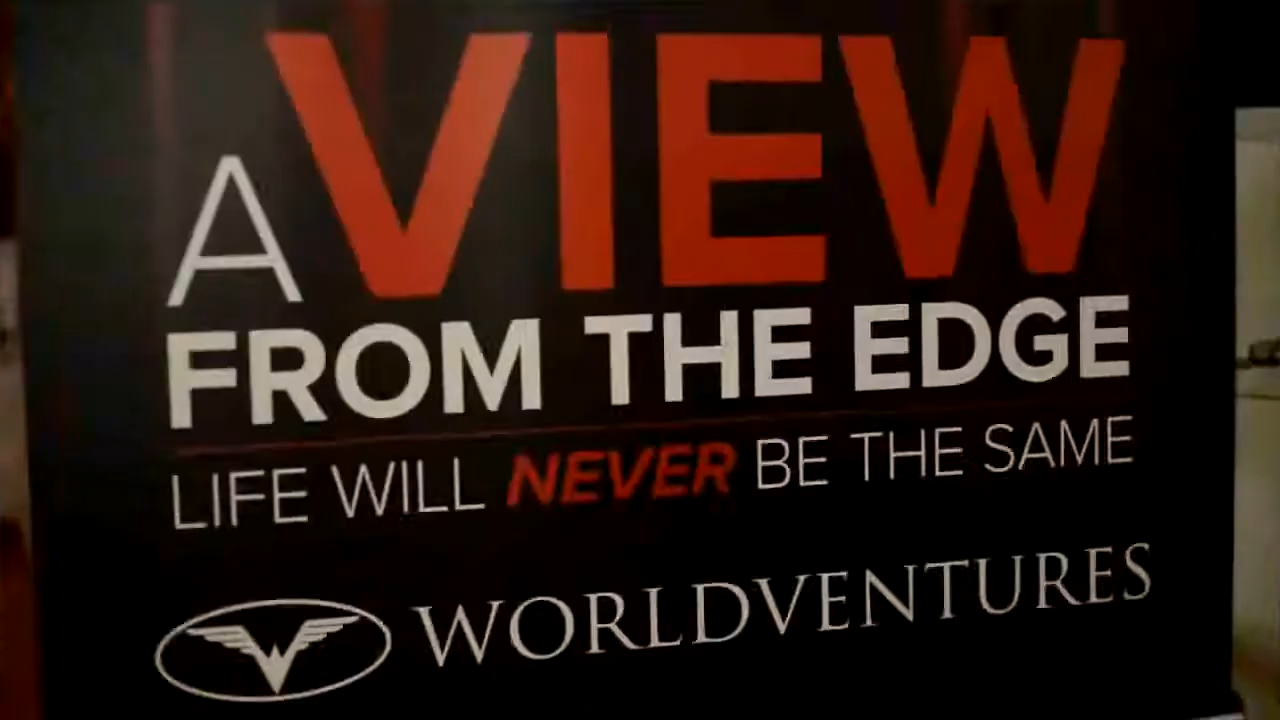 A VIEW
FROM THE EDGE
LIFE WILL NEVER BE THE SAME
WORLDVENTURES